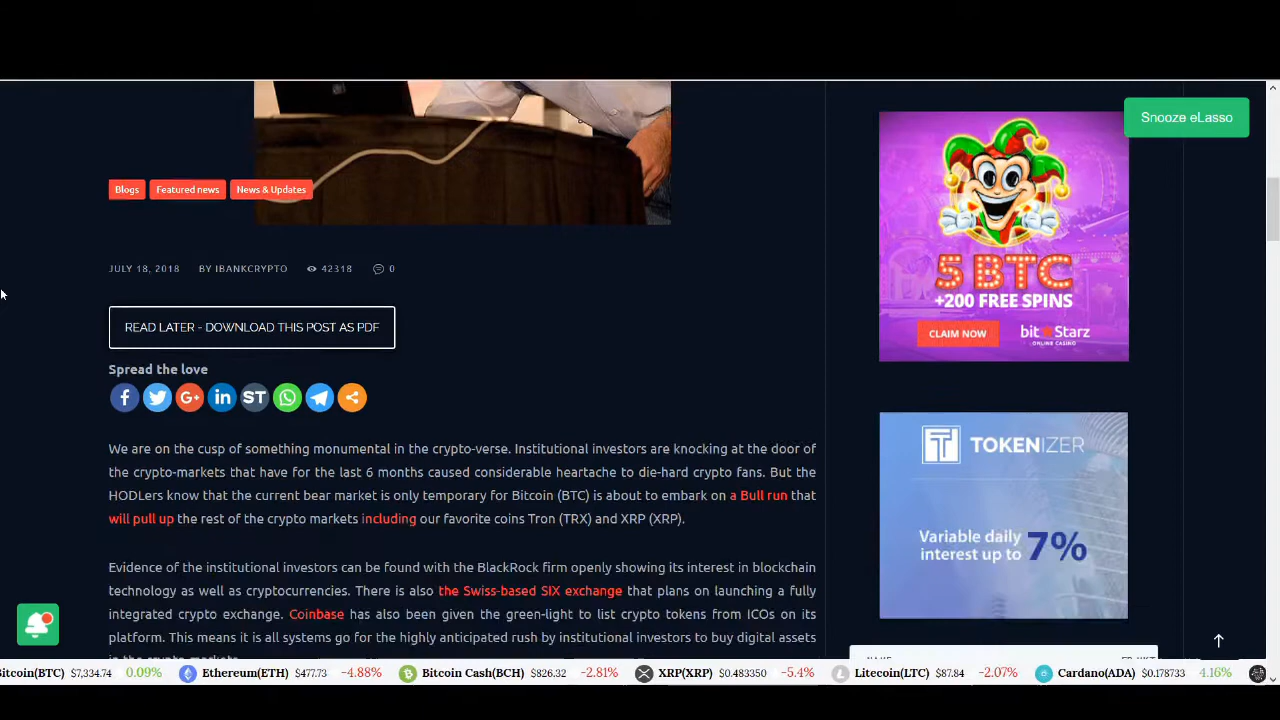 Snooze eLasso
Blogs
Featured news
News & Updates
JULY 18, 2018 BY IBANKCRYPTO 42318 0
READ LATER - DOWNLOAD THIS POST AS PDF
Spread the love
ST
We are on the cusp of something monumental in the crypto-verse. Institutional investors are knocking at the door of
the crypto-markets that have for the last 6 months caused considerable heartache to die-hard crypto fans. But the
HODLers know that the current bear market is only temporary for Bitcoin (BTC) is about to embark on a Bull run that
will pull up the rest of the crypto markets including our favorite coins Tron (TRX) and XRP (XRP).
Evidence of the institutional investors can be found with the BlackRock firm openly showing its interest in blockchain
technology as well as cryptocurrencies. There is also the Swiss-based SIX exchange that plans on launching a fully
integrated crypto exchange. Coinbase has also been given the green-light to list crypto tokens from ICOs on its
platform. This means it is all systems go for the highly anticipated rush by institutional investors to buy digital assets
5 BTC
+200 FREE SPINS
CLAIM NOW
bitStarz
ONLINE CASINO
TOKENIZER
Variable daily
interest up to 7%
Bitcoin(BTC) $7,334.74 0.09% Ethereum(ETH) $477.73 -4.88% Bitcoin Cash(BCH) $826.32 -2.81% XRP(XRP) $0.483350 -5.4% Litecoin(LTC) $87.84 -2.07% Cardano(ADA) $0.178733 4.16%